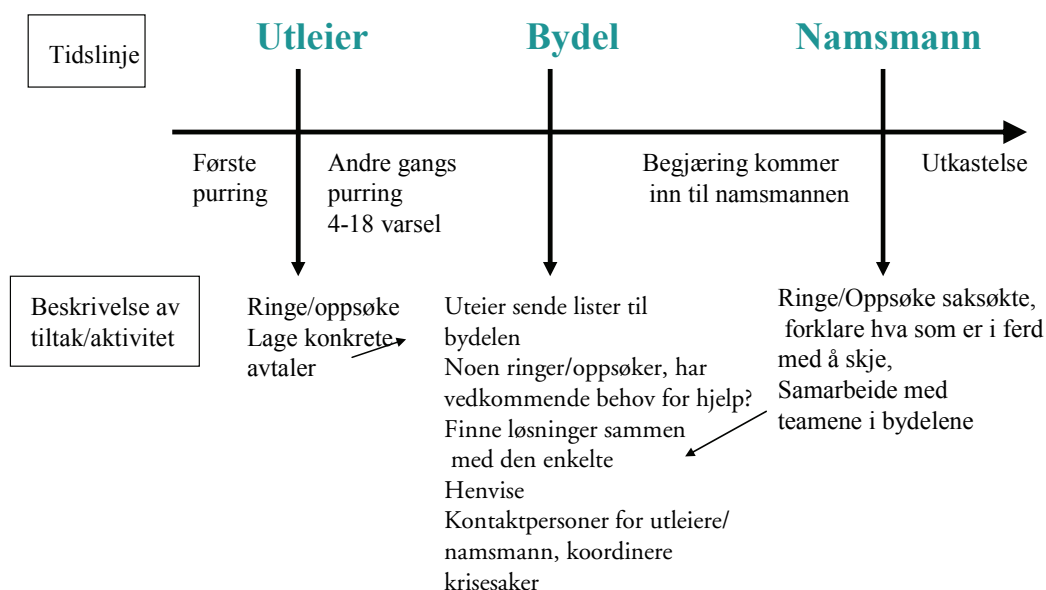 Tidslinje
Utleier
Bydel
Namsmann
Første
purring
Andre gangs
purring
4-18 varsel
Begjæring kommer
inn til namsmannen
Utkastelse
Beskrivelse av
tiltak/aktivitet
Ringe/oppsøke
Lage konkrete
avtaler
Uteier sende lister til
bydelen
Noen ringer/oppsøker, har
vedkommende behov for hjelp?
Finne løsninger sammen
med den enkelte
Henvise
Kontaktpersoner for utleiere/
namsmann, koordinere
krisesaker
Ringe/Oppsøke saksøkte,
forklare hva som er i ferd
med å skje,
Samarbeide med
teamene i bydelene